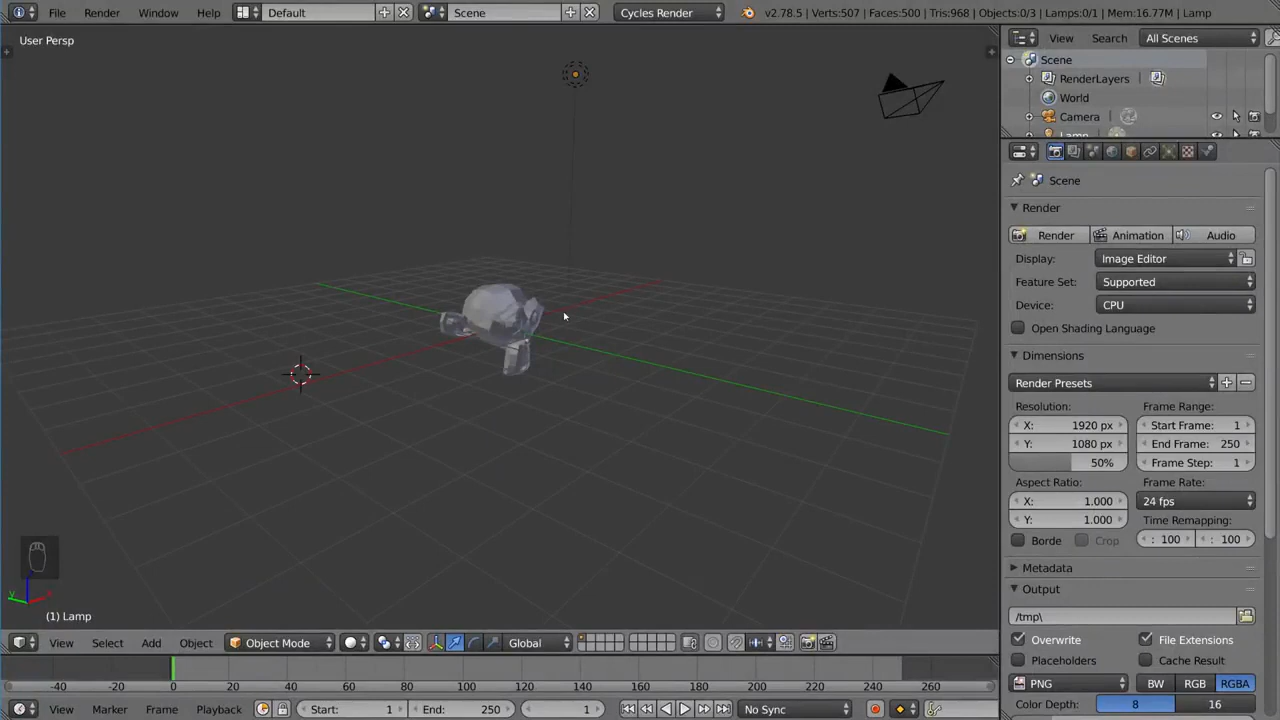 File Render Window Help Default Scene Cycles Render v2.78.5 | Verts:507 | Faces:500 | Tris:968 | Objects:0/3 | Lamps:0/1 | Mem:16.77M | Lamp
User Persp
View Search All Scenes
Scene
RenderLayers
World
Camera
Lamp
Scene
Render
Render Animation Audio
Display: Image Editor
Feature Set: Supported
Device: CPU
Open Shading Language
Dimensions
Render Presets
Resolution: Frame Range:
X: 1920 px Start Frame: 1
Y: 1080 px End Frame: 250
50% Frame Step: 1
Aspect Ratio: Frame Rate:
X: 1.000 24 fps
Y: 1.000 Time Remapping:
Borde Crop : 100 : 100
Metadata
Output
/tmp\
Overwrite File Extensions
Placeholders Cache Result
PNG BW RGB RGBA
Color Depth: 8 16
y x
(1) Lamp
View Select Add Object Object Mode Global
-40 -20 0 20 40 60 80 100 120 140 160 180 200 220 240 260
View Marker Frame Playback Start: 1 End: 250 1 No Sync